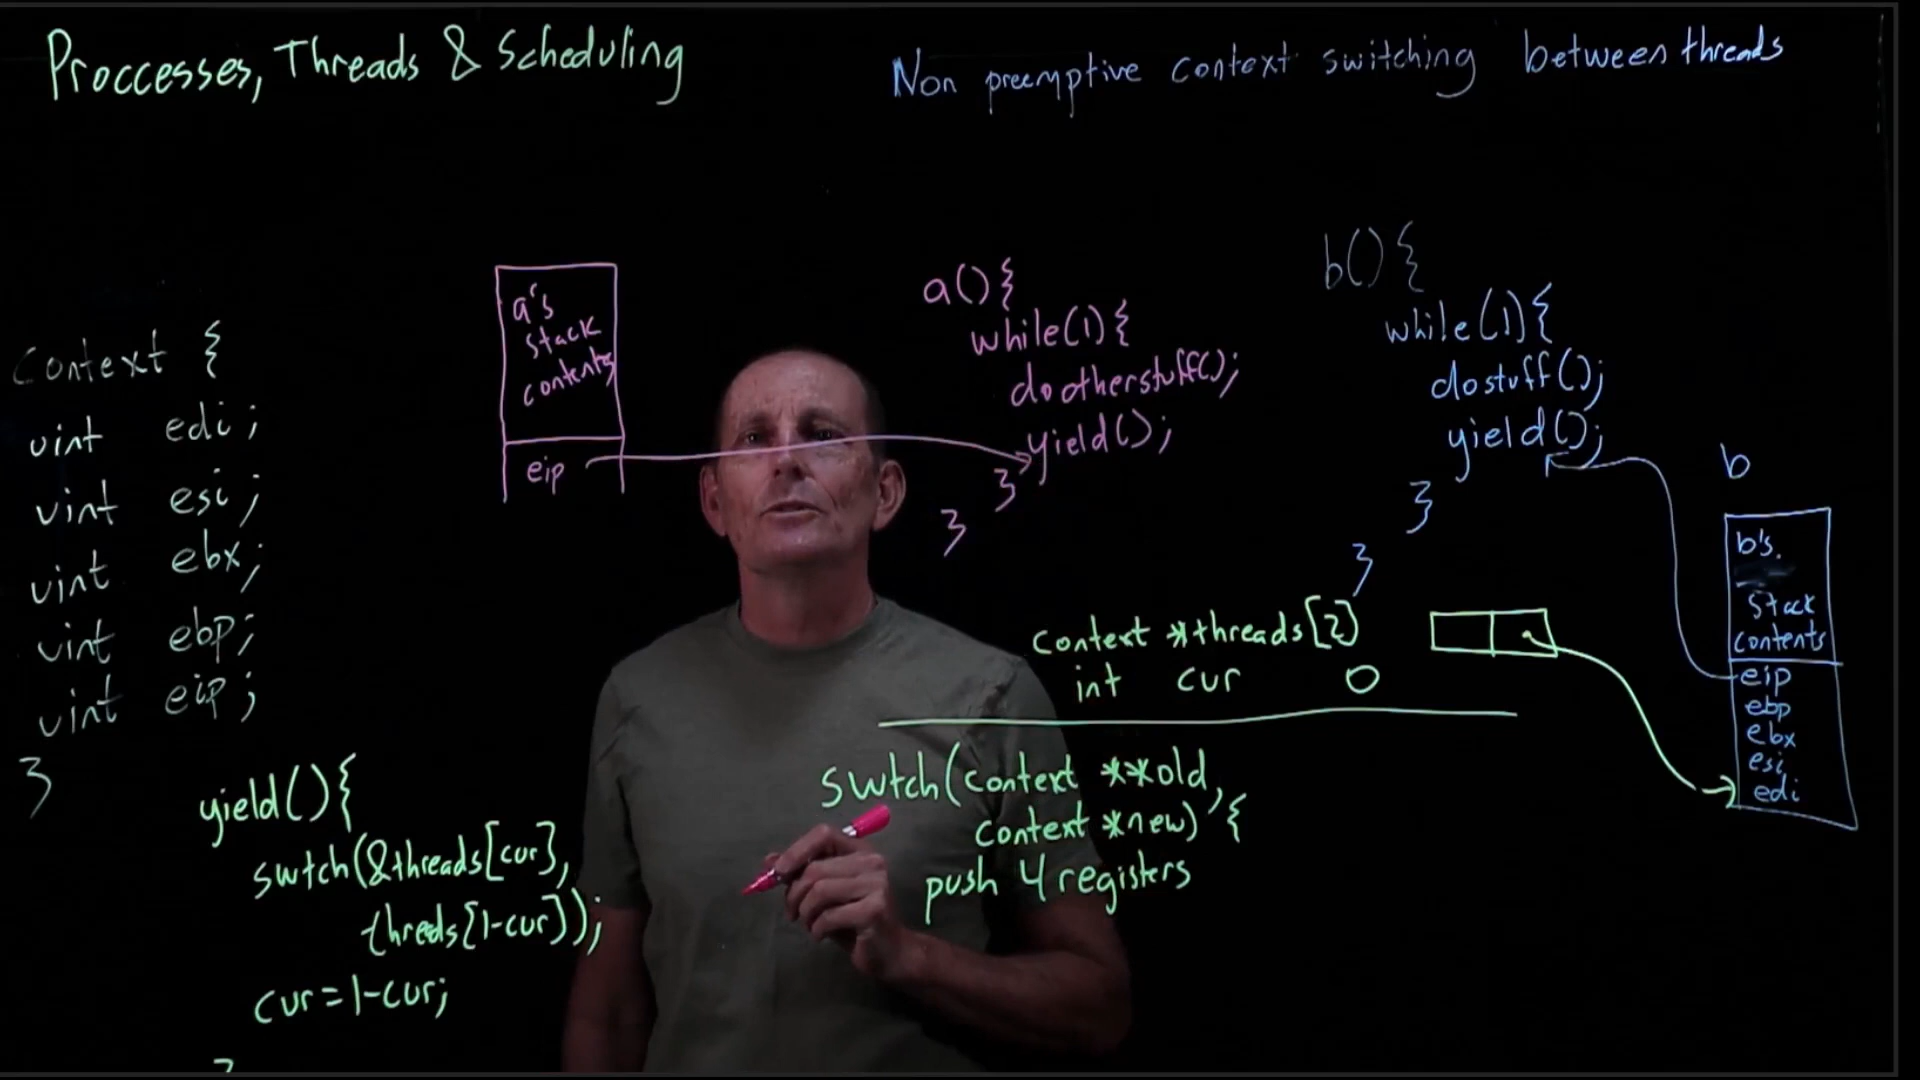 Proccesses, Threads & Scheduling
Non preemptive context switching between threads
Context {
uint edi;
uint esi;
uint ebx;
uint ebp;
uint eip;
}
yield(){
swtch(&threads[cur],
threds[1-cur]);
cur=1-cur;
}
a's
stack
contents
eip
a(){
while(1){
dootherstuff();
yield();
}
}
b(){
while(1){
dostuff();
yield();
}
}
context *threads[2]
int cur 0
swtch(context **old,
context *new) {
push 4 registers
b
b's.
stack
contents
eip
ebp
ebx
esi
edi